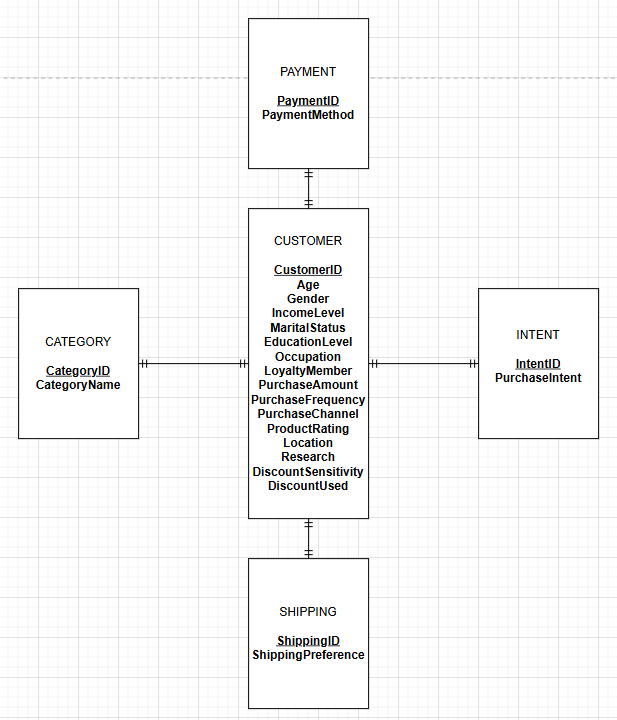 PAYMENT
PaymentID
PaymentMethod
CUSTOMER
CustomerID
Age
Gender
IncomeLevel
MaritalStatus
EducationLevel
Occupation
LoyaltyMember
PurchaseAmount
PurchaseFrequency
PurchaseChannel
ProductRating
Location
Research
DiscountSensitivity
DiscountUsed
CATEGORY
CategoryID
CategoryName
INTENT
IntentID
PurchaseIntent
SHIPPING
ShippingID
ShippingPreference